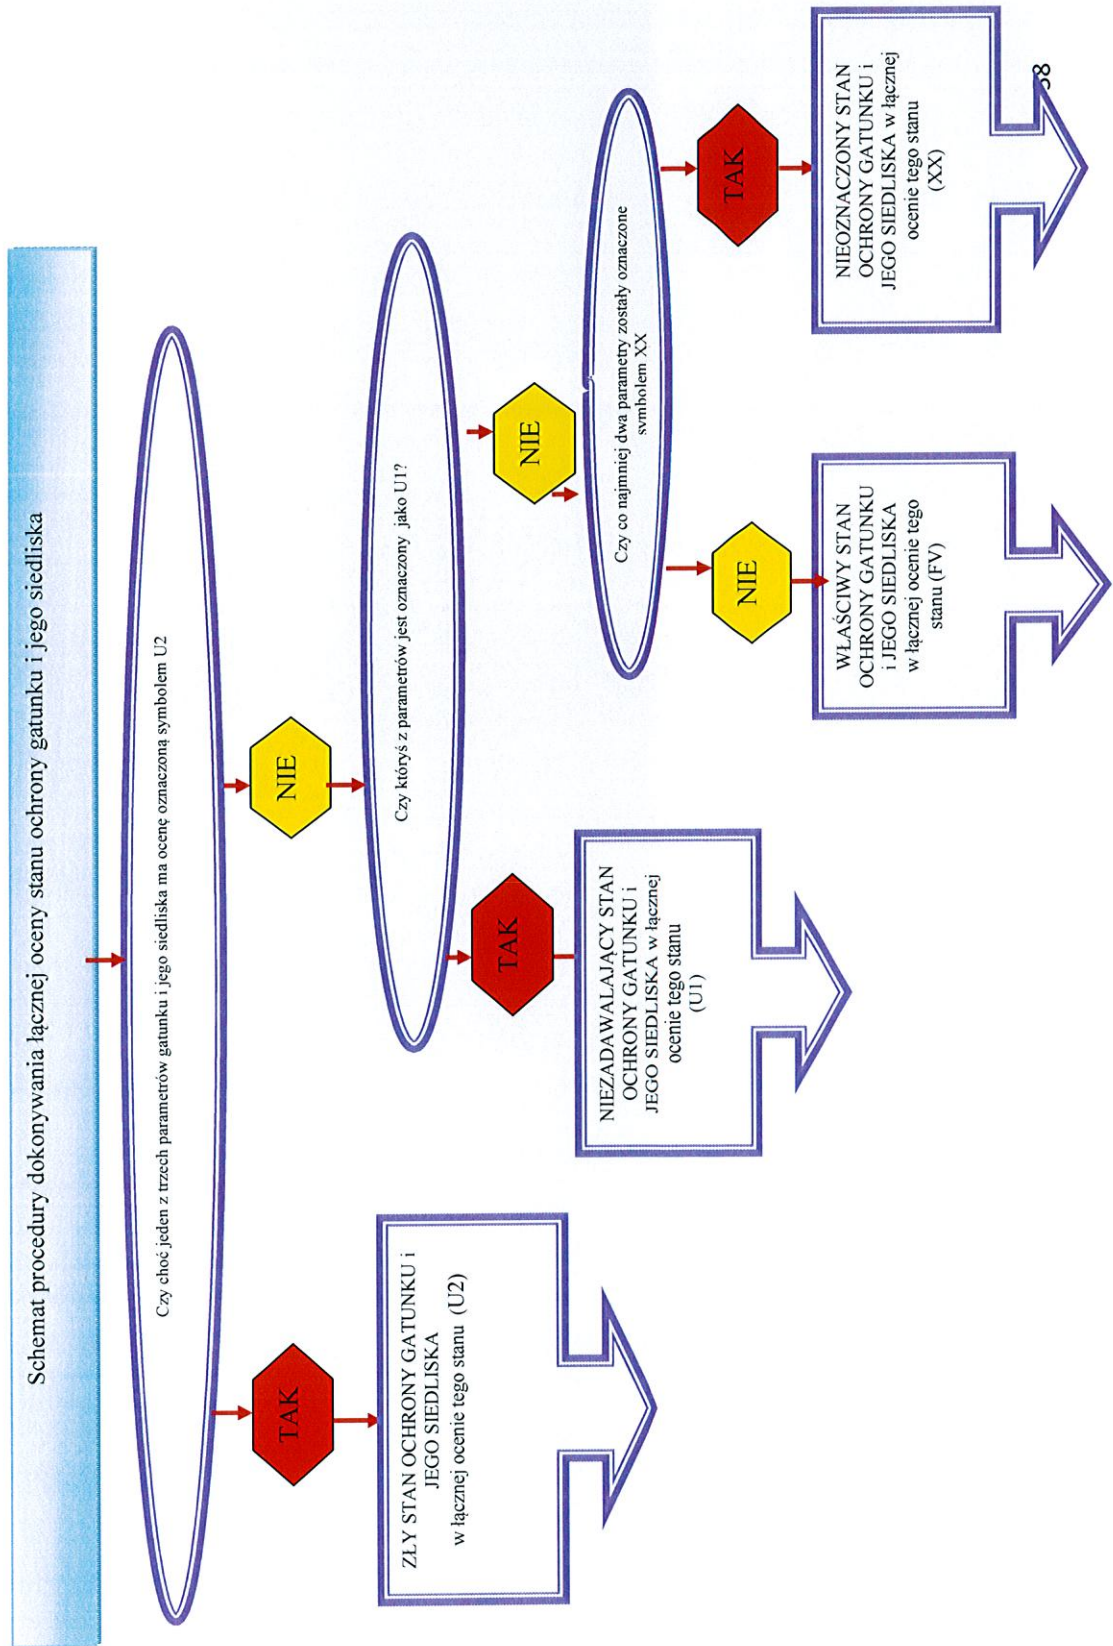 Schemat procedury dokonywania łącznej oceny stanu ochrony gatunku i jego siedliska
Czy choć jeden z trzech parametrów gatunku i jego siedliska ma ocenę oznaczoną symbolem U2
TAK
NIE
ZŁY STAN OCHRONY GATUNKU i
JEGO SIEDLISKA
w łącznej ocenie tego stanu (U2)
Czy któryś z parametrów jest oznaczony jako U1?
TAK
NIE
NIEZADAWALAJĄCY STAN
OCHRONY GATUNKU i
JEGO SIEDLISKA w łącznej
ocenie tego stanu
(U1)
Czy co najmniej dwa parametry zostały oznaczone
symbolem XX
NIE
TAK
WŁAŚCIWY STAN
OCHRONY GATUNKU
i JEGO SIEDLISKA
w łącznej ocenie tego
stanu (FV)
NIEOZNACZONY STAN
OCHRONY GATUNKU i
JEGO SIEDLISKA w łącznej
ocenie tego stanu
(XX)
58